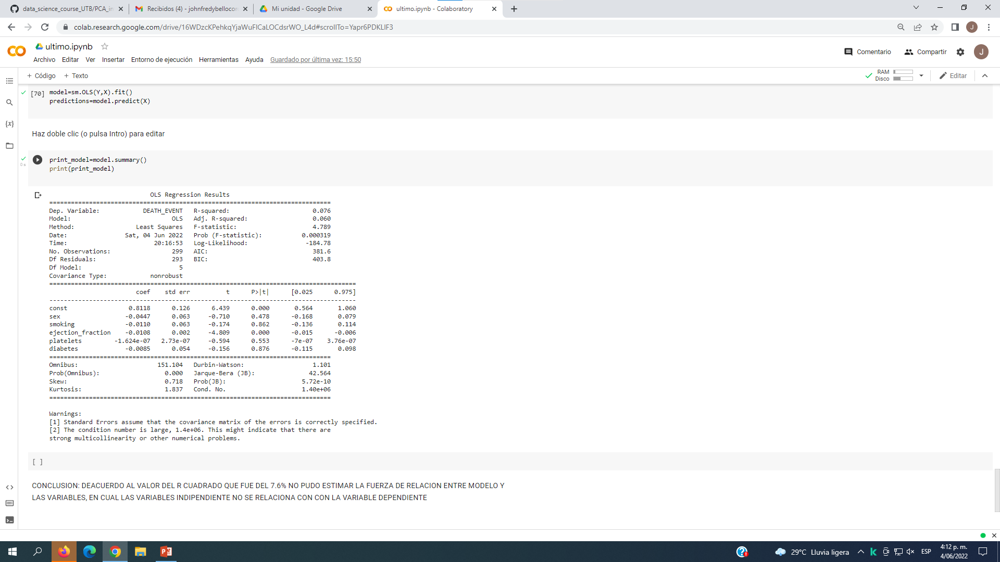 data_science_course_UTB/PCA_in
Recibidos (4) - johnfredybellocor
Mi unidad - Google Drive
ultimo.ipynb - Colaboratory
colab.research.google.com/drive/16WDzcKPehkqYjaWuFlCaLOCdsrWO_L4d#scrollTo=Yapr6PDKLIF3
J
ultimo.ipynb
Archivo Editar Ver Insertar Entorno de ejecución Herramientas Ayuda Guardado por última vez: 15:50
Comentario Compartir J
+ Código + Texto
RAM
Disco
Editar
[70] model=sm.OLS(Y,X).fit()
predictions=model.predict(X)
Haz doble clic (o pulsa Intro) para editar
print_model=model.summary()
0 s
print(print_model)
OLS Regression Results
==============================================================================
Dep. Variable: DEATH_EVENT R-squared: 0.076
Model: OLS Adj. R-squared: 0.060
Method: Least Squares F-statistic: 4.789
Date: Sat, 04 Jun 2022 Prob (F-statistic): 0.000319
Time: 20:16:53 Log-Likelihood: -184.78
No. Observations: 299 AIC: 381.6
Df Residuals: 293 BIC: 403.8
Df Model: 5
Covariance Type: nonrobust
=====================================================================================
coef std err t P>|t| [0.025 0.975]
-------------------------------------------------------------------------------------
const 0.8118 0.126 6.439 0.000 0.564 1.060
sex -0.0447 0.063 -0.710 0.478 -0.168 0.079
smoking -0.0110 0.063 -0.174 0.862 -0.136 0.114
ejection_fraction -0.0108 0.002 -4.809 0.000 -0.015 -0.006
platelets -1.624e-07 2.73e-07 -0.594 0.553 -7e-07 3.76e-07
diabetes -0.0085 0.054 -0.156 0.876 -0.115 0.098
==============================================================================
Omnibus: 151.104 Durbin-Watson: 1.101
Prob(Omnibus): 0.000 Jarque-Bera (JB): 42.564
Skew: 0.718 Prob(JB): 5.72e-10
Kurtosis: 1.837 Cond. No. 1.40e+06
==============================================================================
Warnings:
[1] Standard Errors assume that the covariance matrix of the errors is correctly specified.
[2] The condition number is large, 1.4e+06. This might indicate that there are
strong multicollinearity or other numerical problems.
[ ]
CONCLUSION: DEACUERDO AL VALOR DEL R CUADRADO QUE FUE DEL 7.6% NO PUDO ESTIMAR LA FUERZA DE RELACION ENTRE MODELO Y
LAS VARIABLES, EN CUAL LAS VARIABLES INDIPENDIENTE NO SE RELACIONA CON CON LA VARIABLE DEPENDIENTE
29°C Lluvia ligera
ESP
4:12 p. m.
4/06/2022